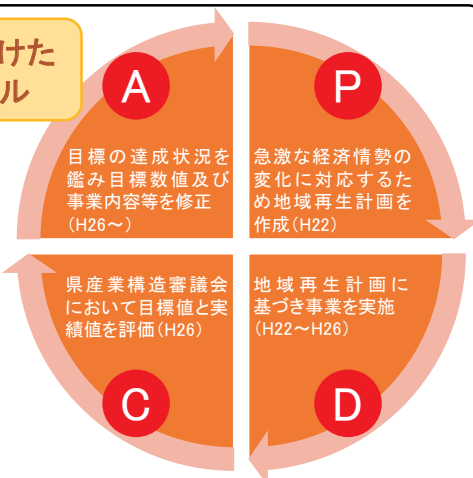 けた
ル
A
目標の達成状況を
鑑み目標数値及び
事業内容等を修正
(H26～)
P
急激な経済情勢の
変化に対応するた
め地域再生計画を
作成(H22)
県産業構造審議会
において目標値と実
績値を評価(H26)
C
地域再生計画に
基づき事業を実施
(H22～H26)
D